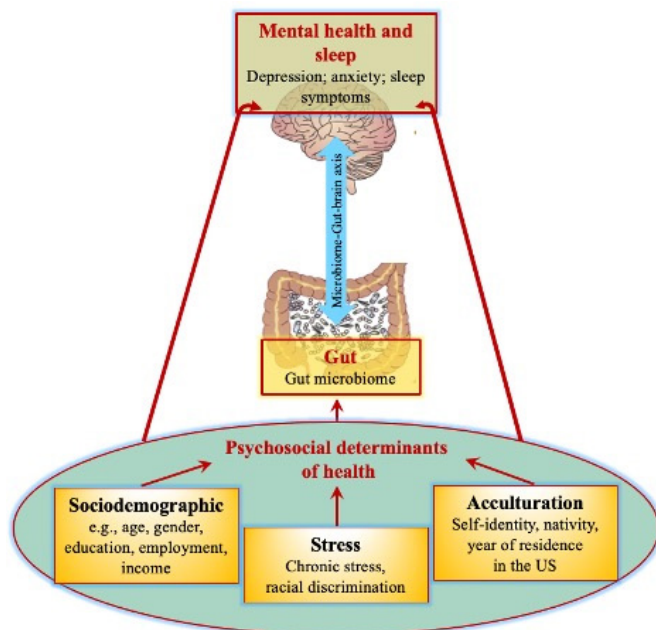 Mental health and
sleep
Depression; anxiety; sleep
symptoms
Microbiome-Gut-brain axis
Gut
Gut microbiome
Psychosocial determinants
of health
Sociodemographic
e.g., age, gender,
education, employment,
income
Stress
Chronic stress,
racial discrimination
Acculturation
Self-identity, nativity,
year of residence
in the US